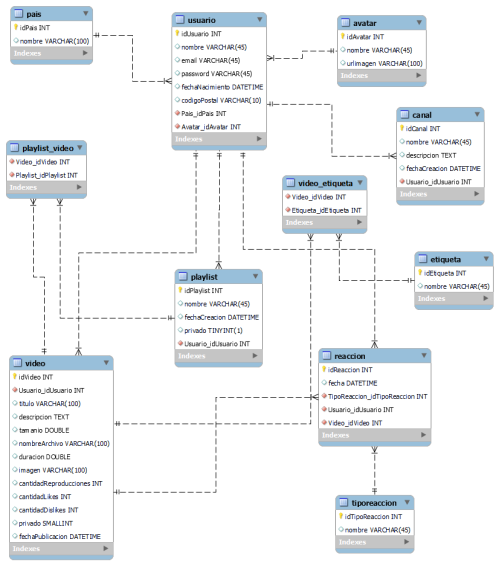 pais
idPais INT
nombre VARCHAR(100)
Indexes
usuario
idUsuario INT
nombre VARCHAR(45)
email VARCHAR(45)
password VARCHAR(45)
fechaNacimiento DATETIME
codigoPostal VARCHAR(10)
Pais_idPais INT
Avatar_idAvatar INT
Indexes
avatar
idAvatar INT
nombre VARCHAR(45)
urlimagen VARCHAR(100)
Indexes
canal
idCanal INT
nombre VARCHAR(45)
descripcion TEXT
fechaCreacion DATETIME
Usuario_idUsuario INT
Indexes
playlist_video
Video_idVideo INT
Playlist_idPlaylist INT
Indexes
video_etiqueta
Video_idVideo INT
Etiqueta_idEtiqueta INT
Indexes
etiqueta
idEtiqueta INT
nombre VARCHAR(45)
Indexes
playlist
idPlaylist INT
nombre VARCHAR(45)
fechaCreacion DATETIME
privado TINYINT(1)
Usuario_idUsuario INT
Indexes
video
idVideo INT
Usuario_idUsuario INT
titulo VARCHAR(100)
descripcion TEXT
tamanio DOUBLE
nombreArchivo VARCHAR(100)
duracion DOUBLE
imagen VARCHAR(100)
cantidadReproducciones INT
cantidadLikes INT
cantidadDislikes INT
privado SMALLINT
fechaPublicacion DATETIME
Indexes
reaccion
idReaccion INT
fecha DATETIME
TipoReaccion_idTipoReaccion INT
Usuario_idUsuario INT
Video_idVideo INT
Indexes
tiporeaccion
idTipoReaccion INT
nombre VARCHAR(45)
Indexes